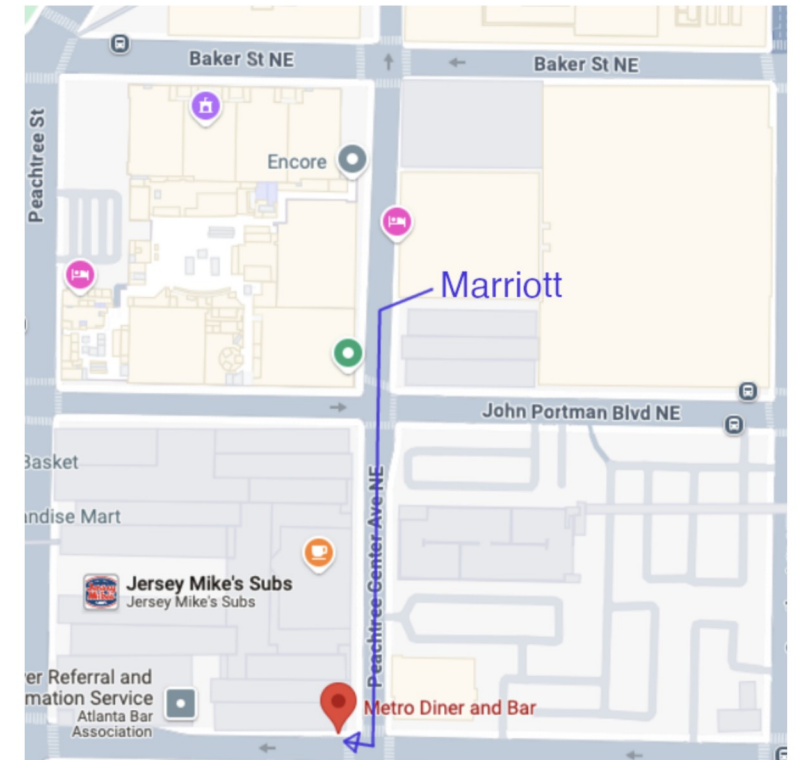 Baker St NE
Baker St NE
Peachtree St
Encore
Marriott
John Portman Blvd NE
Basket
andise Mart
Peachtree Center Ave NE
Jersey Mike's Subs
Jersey Mike's Subs
er Referral and
mation Service
Atlanta Bar
Association
Metro Diner and Bar